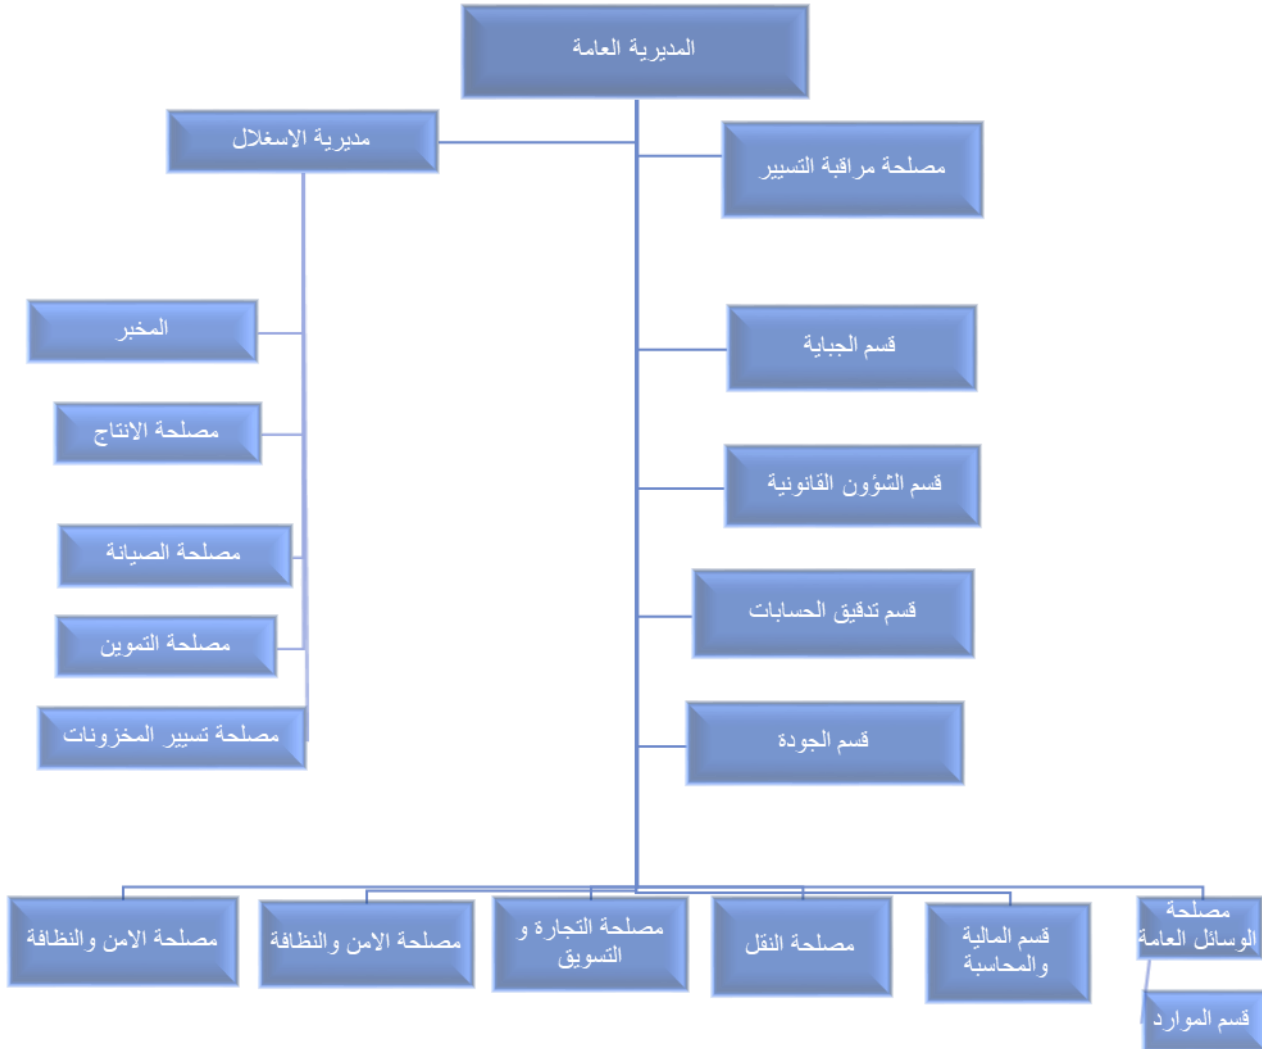 المديرية العامة
مديرية الاسغلال
مصلحة مراقبة التسيير
المخبر
قسم الجباية
مصلحة الانتاج
قسم الشؤون القانونية
مصلحة الصيانة
قسم تدقيق الحسابات
مصلحة التموين
مصلحة تسيير المخزونات
قسم الجودة
مصلحة
الوسائل العامة
قسم المالية
والمحاسبة
مصلحة النقل
مصلحة التجارة و
التسويق
مصلحة الامن والنظافة
مصلحة الامن والنظافة
قسم الموارد